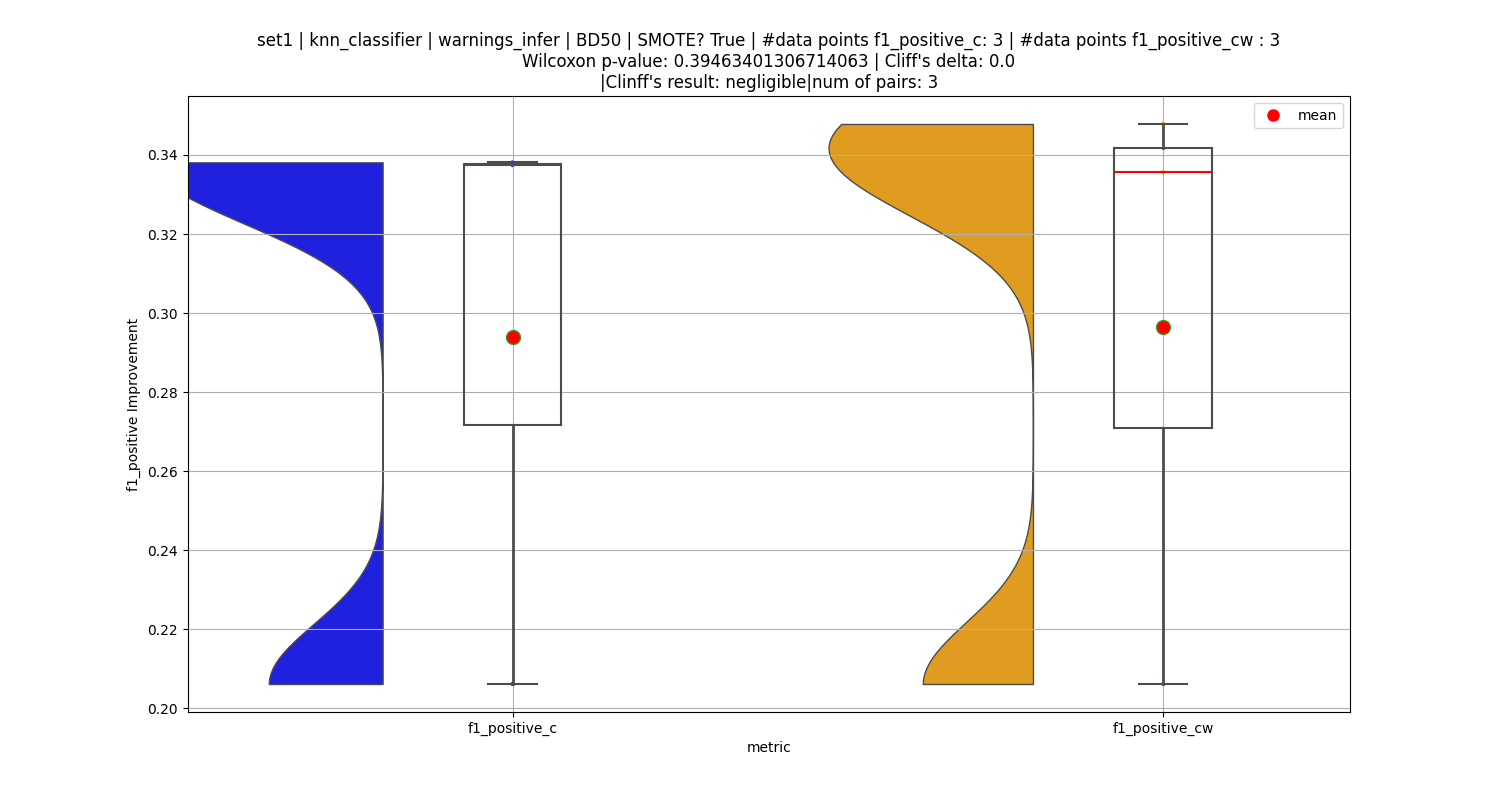 set1 | knn_classifier | warnings_infer | BD50 | SMOTE? True | #data points f1_positive_c: 3 | #data points f1_positive_cw : 3
Wilcoxon p-value: 0.39463401306714063 | Cliff's delta: 0.0
|Clinff's result: negligible|num of pairs: 3
mean
f1_positive Improvement
0.34
0.32
0.30
0.28
0.26
0.24
0.22
0.20
f1_positive_c
f1_positive_cw
metric